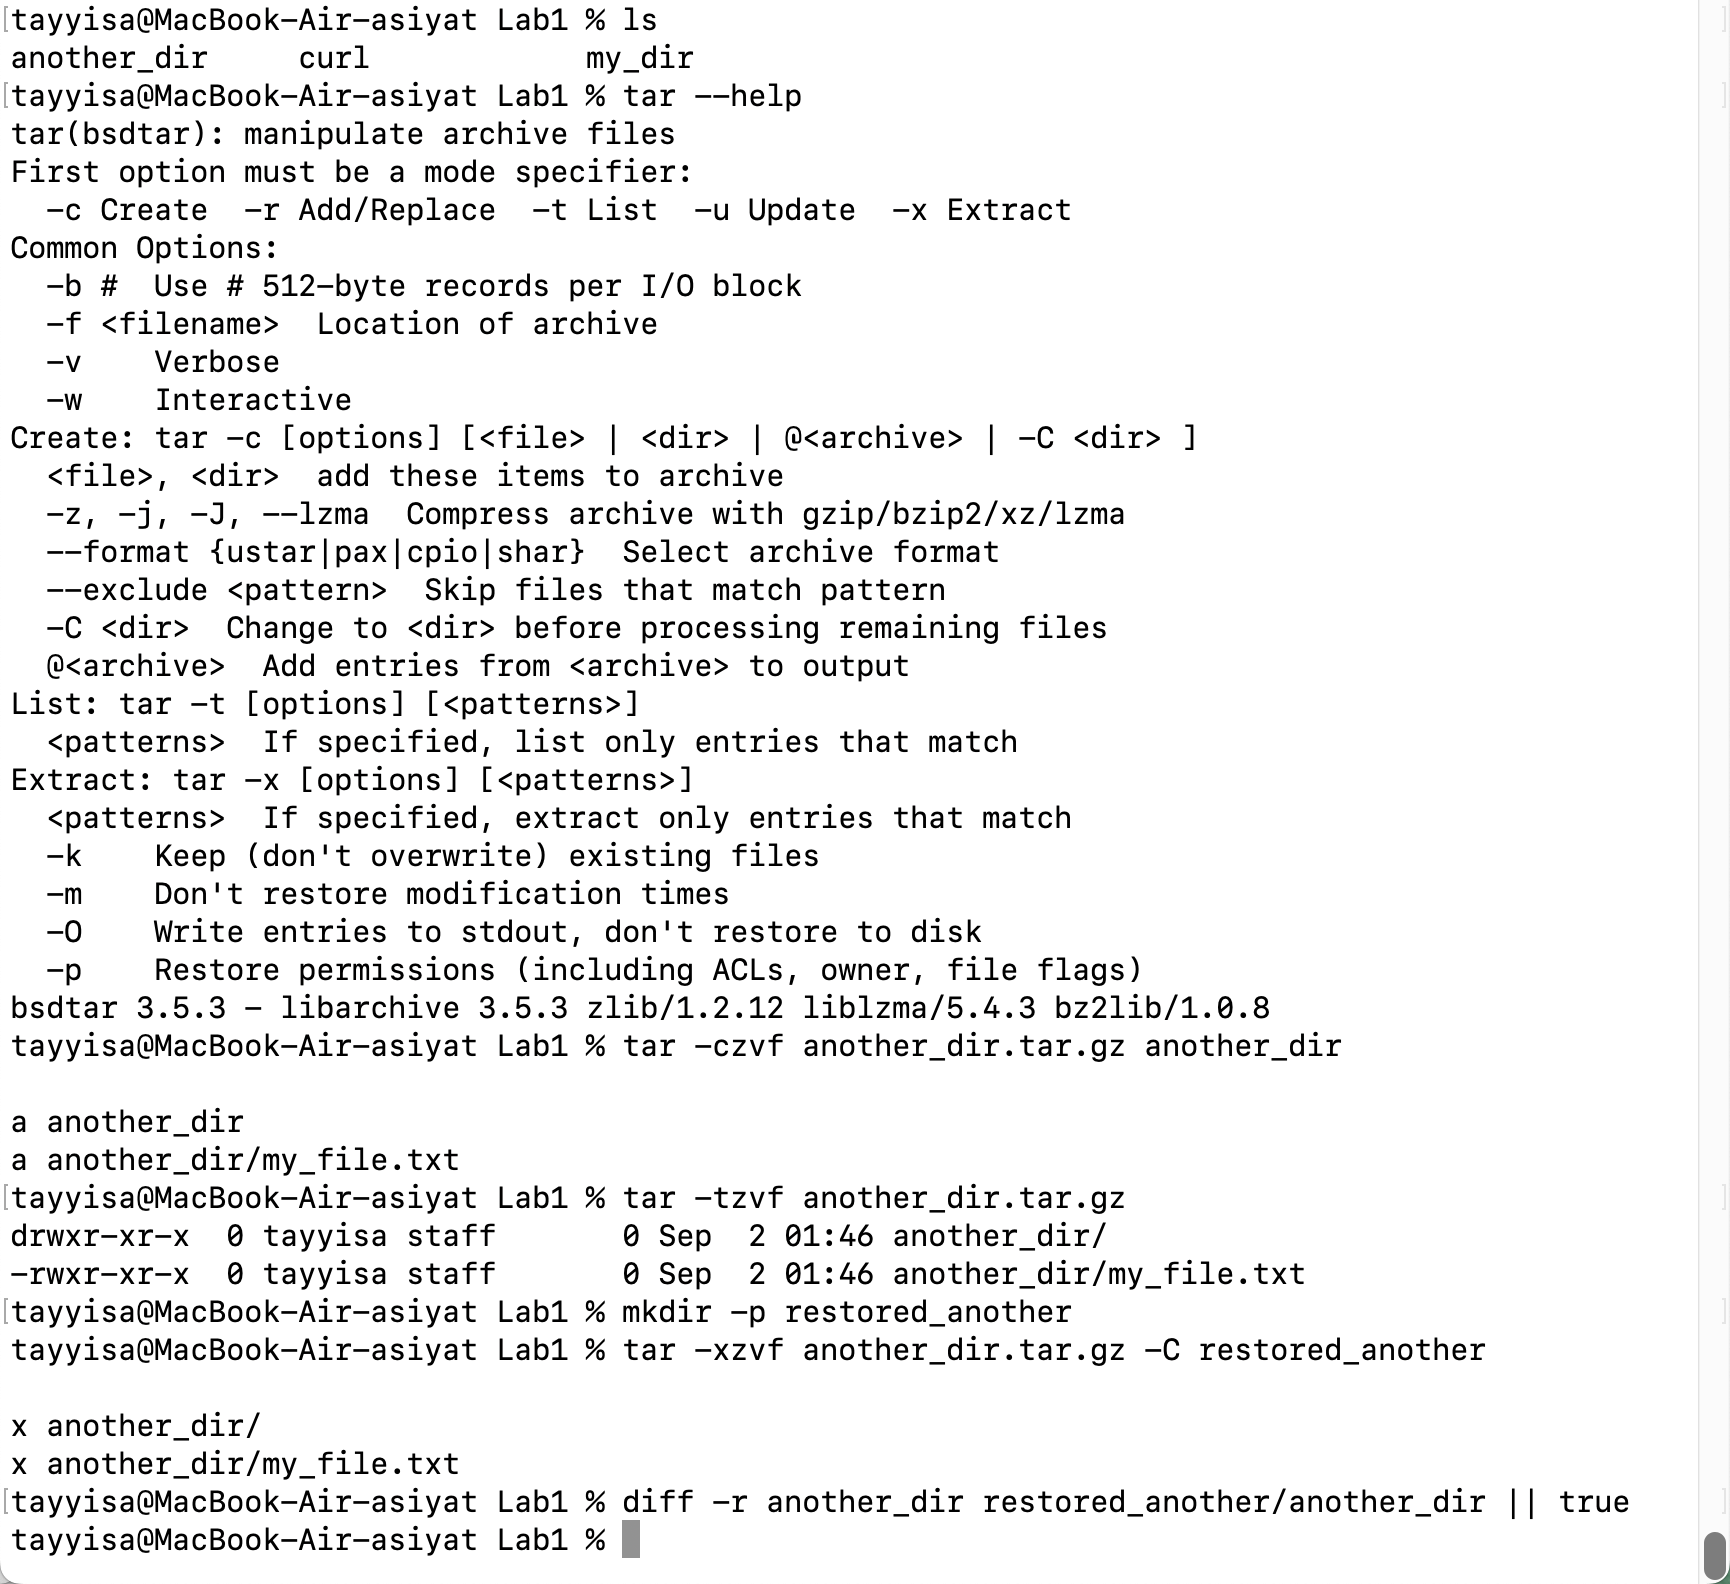 tayyisa@MacBook-Air-asiyat Lab1 % ls
another_dir     curl            my_dir
tayyisa@MacBook-Air-asiyat Lab1 % tar --help
tar(bsdtar): manipulate archive files
First option must be a mode specifier:
  -c Create  -r Add/Replace  -t List  -u Update  -x Extract
Common Options:
  -b #  Use # 512-byte records per I/O block
  -f <filename>  Location of archive
  -v    Verbose
  -w    Interactive
Create: tar -c [options] [<file> | <dir> | @<archive> | -C <dir> ]
  <file>, <dir>  add these items to archive
  -z, -j, -J, --lzma  Compress archive with gzip/bzip2/xz/lzma
  --format {ustar|pax|cpio|shar}  Select archive format
  --exclude <pattern>  Skip files that match pattern
  -C <dir>  Change to <dir> before processing remaining files
  @<archive>  Add entries from <archive> to output
List: tar -t [options] [<patterns>]
  <patterns>  If specified, list only entries that match
Extract: tar -x [options] [<patterns>]
  <patterns>  If specified, extract only entries that match
  -k    Keep (don't overwrite) existing files
  -m    Don't restore modification times
  -O    Write entries to stdout, don't restore to disk
  -p    Restore permissions (including ACLs, owner, file flags)
bsdtar 3.5.3 - libarchive 3.5.3 zlib/1.2.12 liblzma/5.4.3 bz2lib/1.0.8
tayyisa@MacBook-Air-asiyat Lab1 % tar -czvf another_dir.tar.gz another_dir

a another_dir
a another_dir/my_file.txt
tayyisa@MacBook-Air-asiyat Lab1 % tar -tzvf another_dir.tar.gz
drwxr-xr-x  0 tayyisa staff       0 Sep  2 01:46 another_dir/
-rwxr-xr-x  0 tayyisa staff       0 Sep  2 01:46 another_dir/my_file.txt
tayyisa@MacBook-Air-asiyat Lab1 % mkdir -p restored_another
tayyisa@MacBook-Air-asiyat Lab1 % tar -xzvf another_dir.tar.gz -C restored_another

x another_dir/
x another_dir/my_file.txt
tayyisa@MacBook-Air-asiyat Lab1 % diff -r another_dir restored_another/another_dir || true
tayyisa@MacBook-Air-asiyat Lab1 %